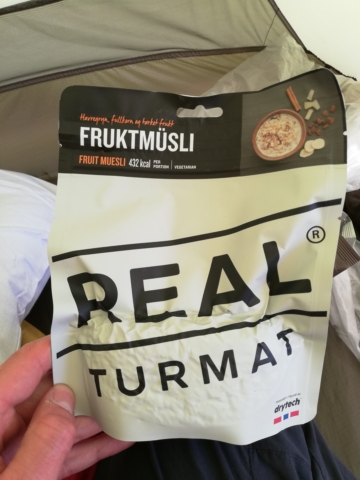 Havregryn, fullkorn og tørket frukt
FRUKTMÜSLI
FRUIT MUESLI 432 kcal PER PORTION | VEGETARIAN
REAL®
TURMAT
drytech